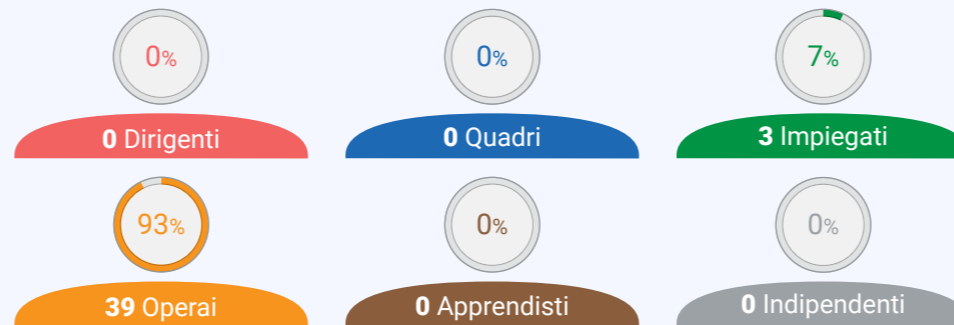 0% 0% 7%
0 Dirigenti 0 Quadri 3 Impiegati
93% 0% 0%
39 Operai 0 Apprendisti 0 Indipendenti